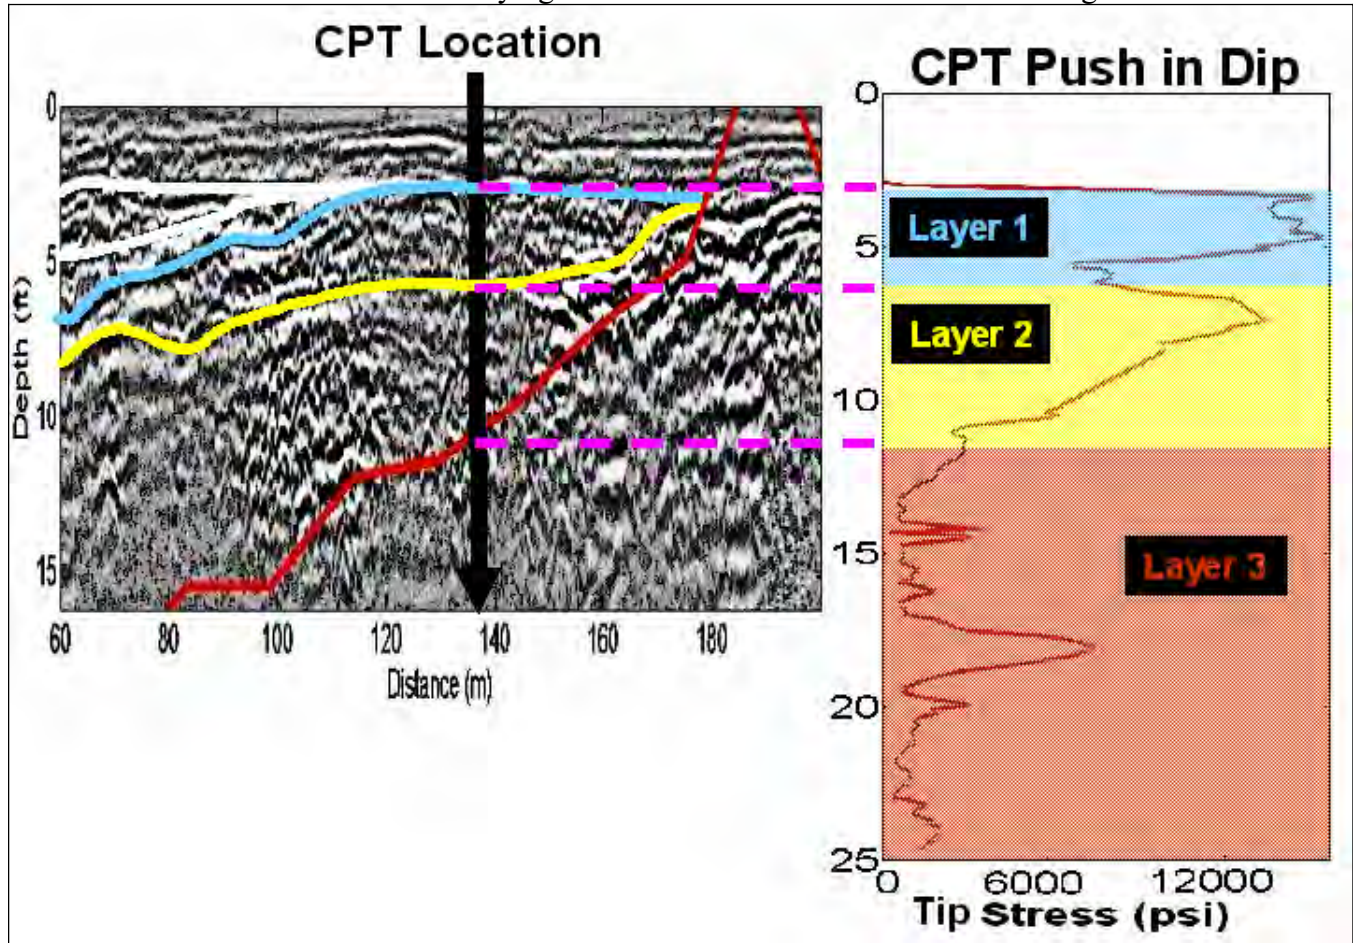 CPT Location
CPT Push in Dip
0
5
10
15
Depth (ft)
60 80 100 120 140 160 180
Distance (m)
0
5
10
15
20
25
Layer 1
Layer 2
Layer 3
0 6000 12000
Tip Stress (psi)